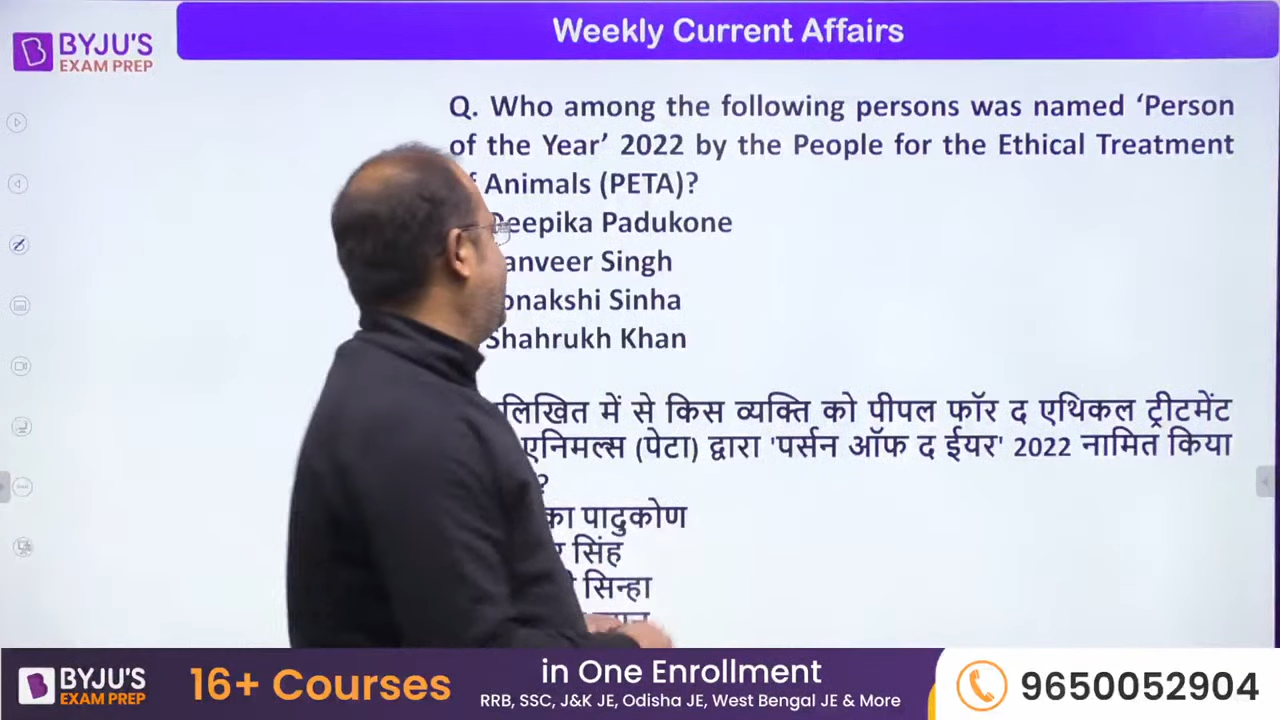 BYJU'S
EXAM PREP
Weekly Current Affairs
Q. Who among the following persons was named ‘Person
of the Year’ 2022 by the People for the Ethical Treatment
Animals (PETA)?
Deepika Padukone
Singh
Sinha
Shahrukh Khan
में से किस व्यक्ति को पीपल फॉर द एथिकल ट्रीटमेंट
एनिमल्स (पेटा) द्वारा 'पर्सन ऑफ द ईयर' 2022 नामित किया
?
पादुकोण
सिंह
सिन्हा
BYJU'S
EXAM PREP
16+ Courses
in One Enrollment
RRB, SSC, J&K JE, Odisha JE, West Bengal JE & More
9650052904